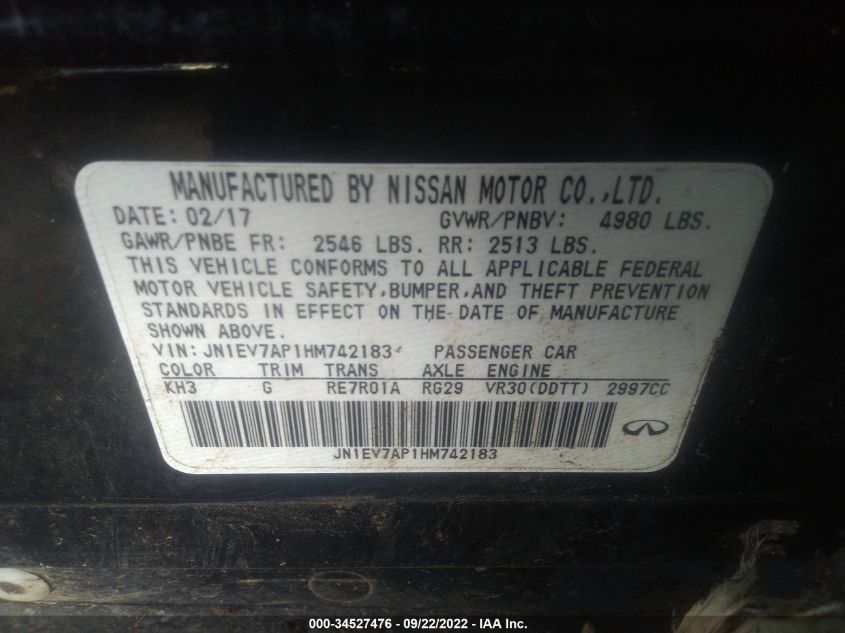 MANUFACTURED BY NISSAN MOTOR CO.,LTD.
DATE: 02/17 GVWR/PNBV: 4980 LBS.
GAWR/PNBE FR: 2546 LBS. RR: 2513 LBS.
THIS VEHICLE CONFORMS TO ALL APPLICABLE FEDERAL
MOTOR VEHICLE SAFETY,BUMPER,AND THEFT PREVENTION
STANDARDS IN EFFECT ON THE DATE OF MANUFACTURE
SHOWN ABOVE.
VIN: JN1EV7AP1HM742183 PASSENGER CAR
COLOR TRIM TRANS AXLE ENGINE
KH3 G RE7R01A RG29 VR30(DDTT) 2997CC
JN1EV7AP1HM742183
000-34527476 - 09/22/2022 - IAA Inc.